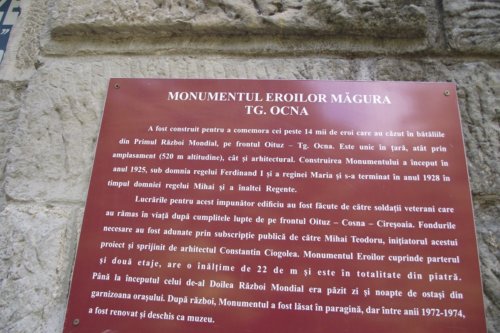 MONUMENTUL EROILOR MĂGURA
TG. OCNA
A fost construit pentru a comemora cei peste 14 mii de eroi care au căzut în bătăliile
din Primul Război Mondial, pe frontul Oituz – Tg. Ocna. Este unic în țară, atât prin
amplasament (520 m altitudine), cât și arhitectural. Construirea Monumentului a început în
anul 1925, sub domnia regelui Ferdinand I și a reginei Maria și s-a terminat în anul 1928 în
timpul domniei regelui Mihai și a înaltei Regente.
Lucrările pentru acest impunător edificiu au fost făcute de către soldații veterani care
au rămas în viață după cumplitele lupte de pe frontul Oituz – Cosna – Cireșoaia. Fondurile
necesare au fost adunate prin subscripție publică de către Mihai Teodoru, inițiatorul acestui
proiect și sprijinit de arhitectul Constantin Ciogolea. Monumentul Eroilor cuprinde parterul
și două etaje, are o înălțime de 22 de m și este în totalitate din piatră.
Până la începutul celui de-al Doilea Război Mondial era păzit zi și noapte de ostași din
garnizoana orașului. După război, Monumentul a fost lăsat în paragină, dar între anii 1972-1974,
a fost renovat și deschis ca muzeu.